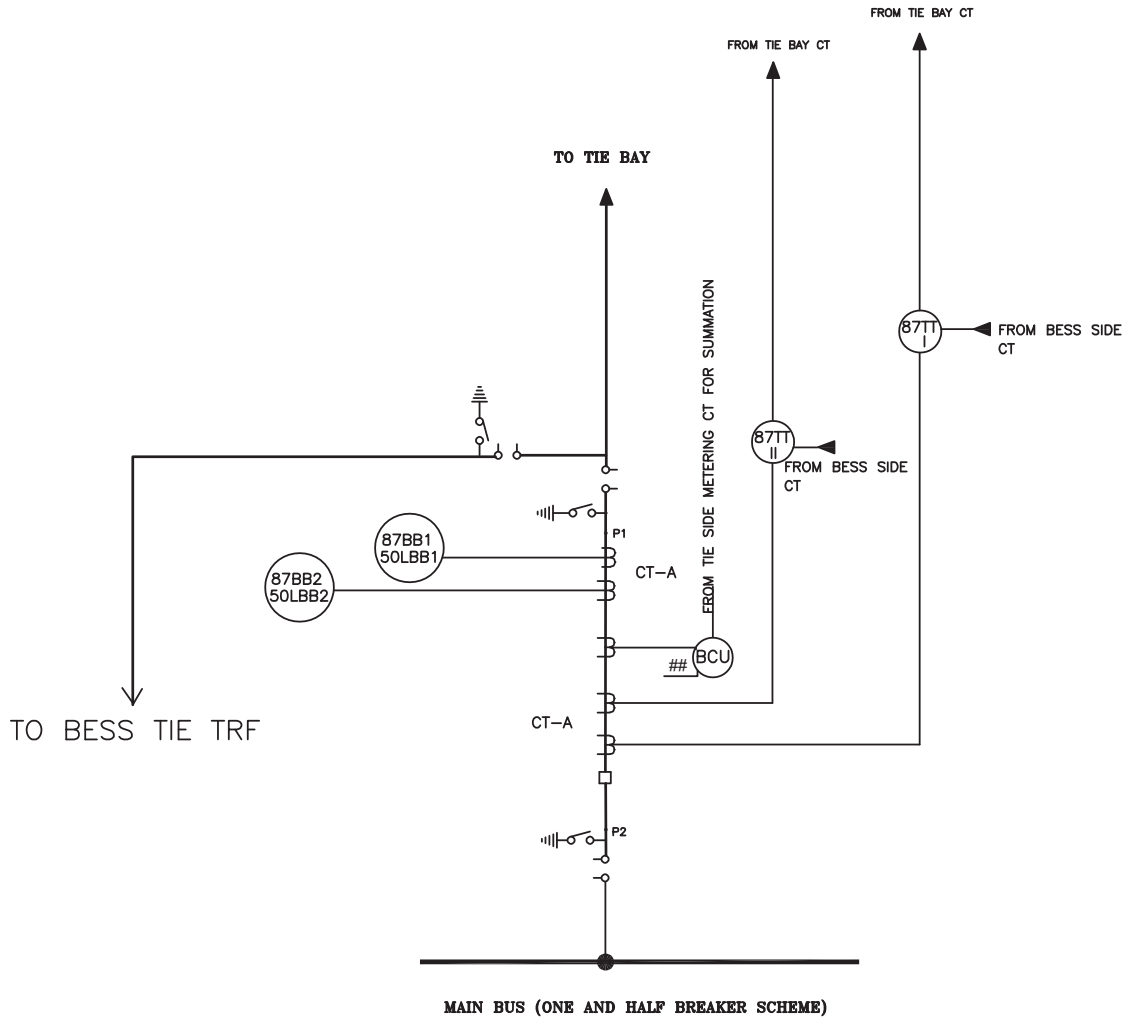 FROM TIE BAY CT
FROM TIE BAY CT
TO TIE BAY
FROM TIE SIDE METERING CT FOR SUMMATION
87TT
I
FROM BESS SIDE
CT
87TT
II
FROM BESS SIDE
CT
P1
87BB1
50LBB1
CT-A
87BB2
50LBB2
BCU
##
CT-A
TO BESS TIE TRF
P2
MAIN BUS (ONE AND HALF BREAKER SCHEME)